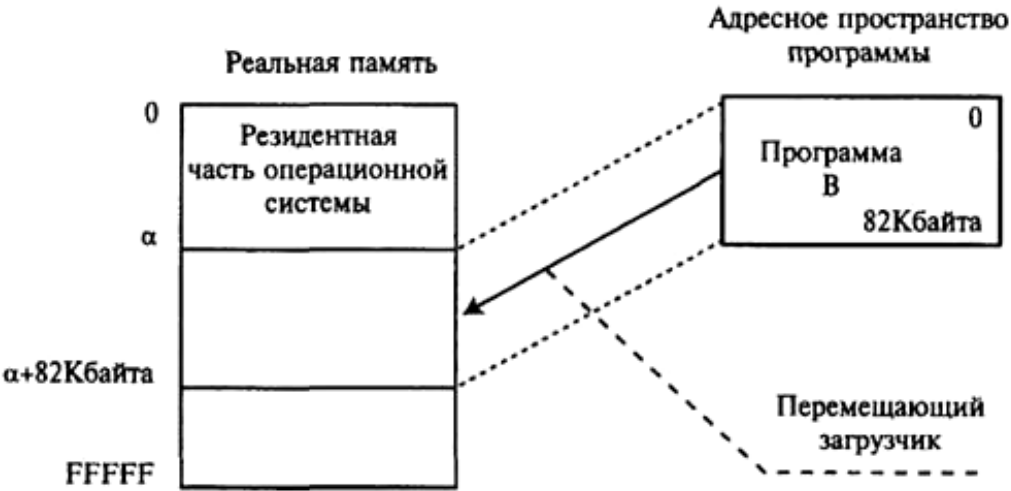 Адресное пространство
программы
Реальная память
0
Резидентная
часть операционной
системы
α
α+82Кбайта
FFFFF
0
Программа
В
82Кбайта
Перемещающий
загрузчик